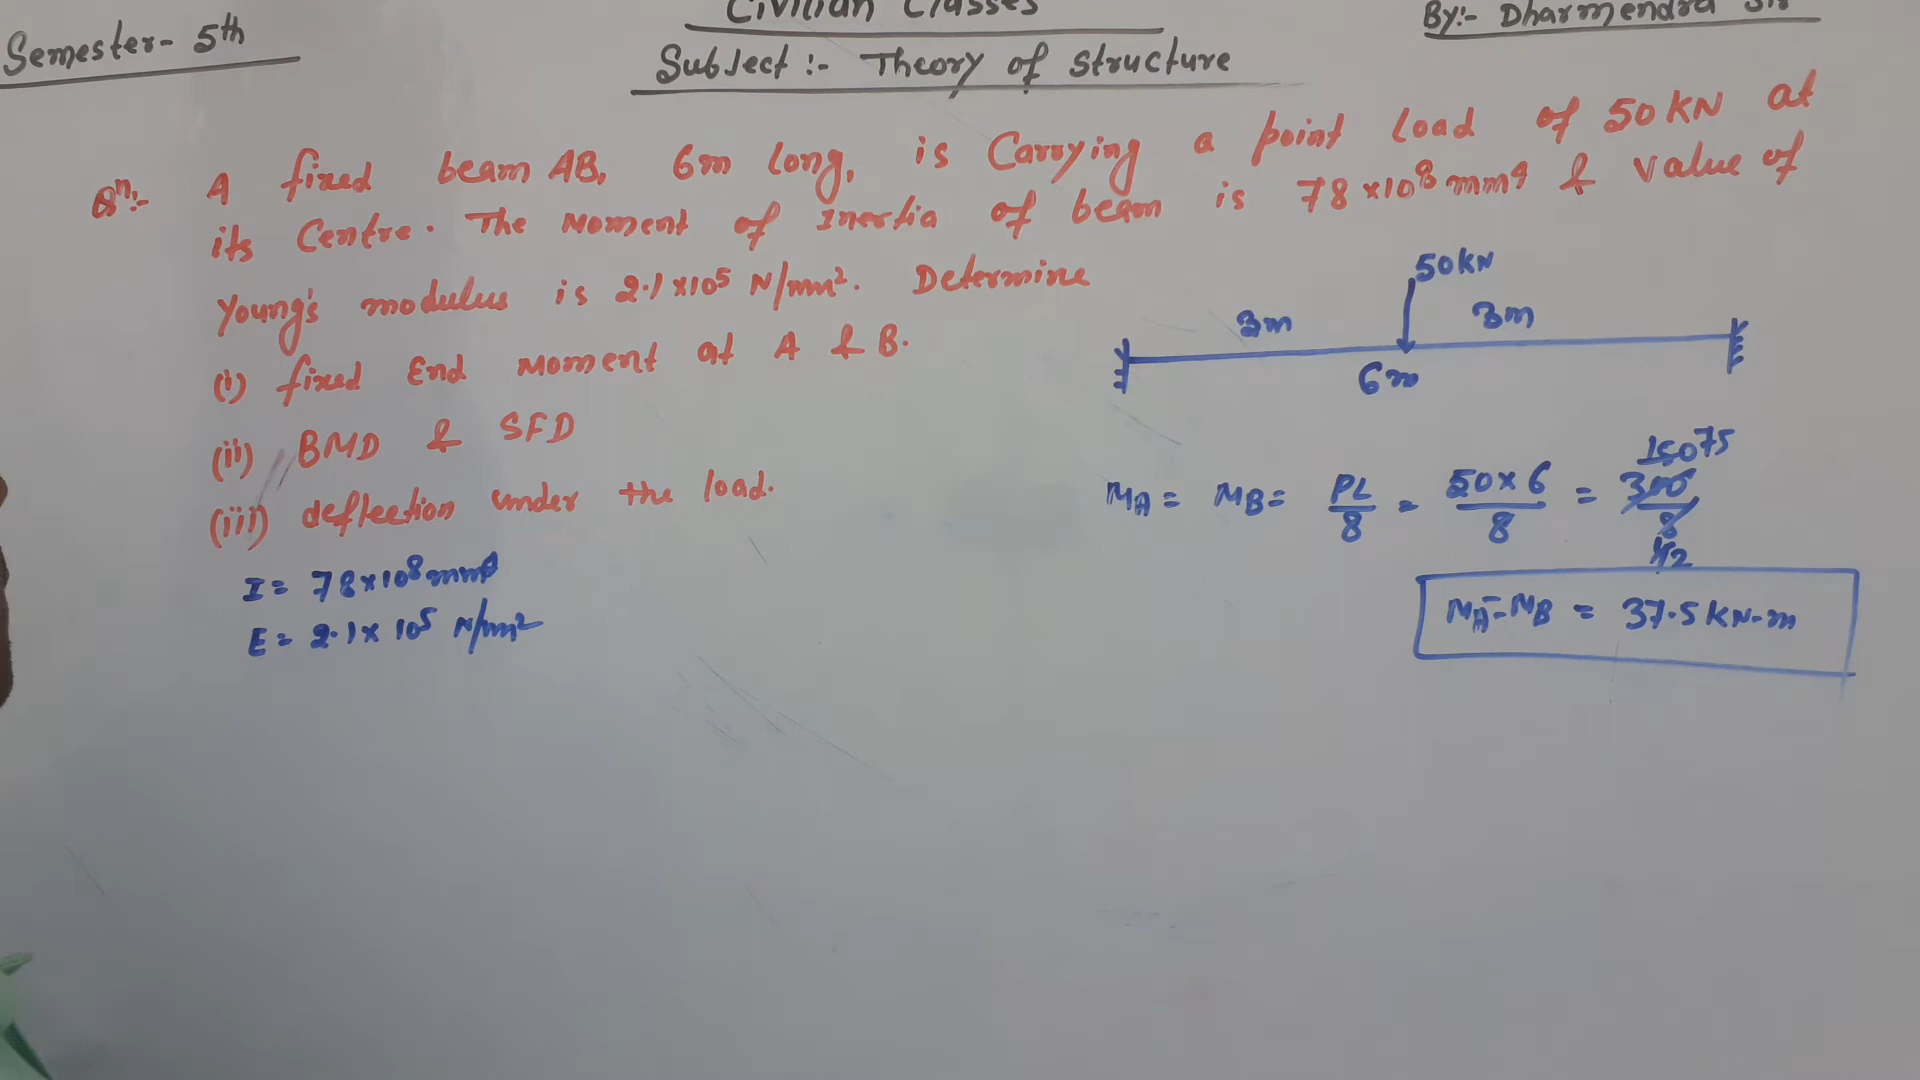 Semester- 5th
Civilian Classes
By:- Dharmendra Sir
Subject :- Theory of structure
Qn:- A fixed beam AB, 6m long, is Carrying a point load of 50 KN at
its Centre. The Moment of Inertia of beam is 78×10⁸ mm⁴ & value of
Young's modulus is 2.1×10⁵ N/mm². Determine
(i) fixed End Moment at A & B.
(ii) BMD & SFD
(iii) deflection under the load.
I = 78×10⁸mm⁴
E = 2.1×10⁵ N/mm²
50KN
3m 3m
6m
MA = MB = PL/8 = 50×6/8 = 300/8
150 75
4 2
MA = MB = 37.5 KN-m